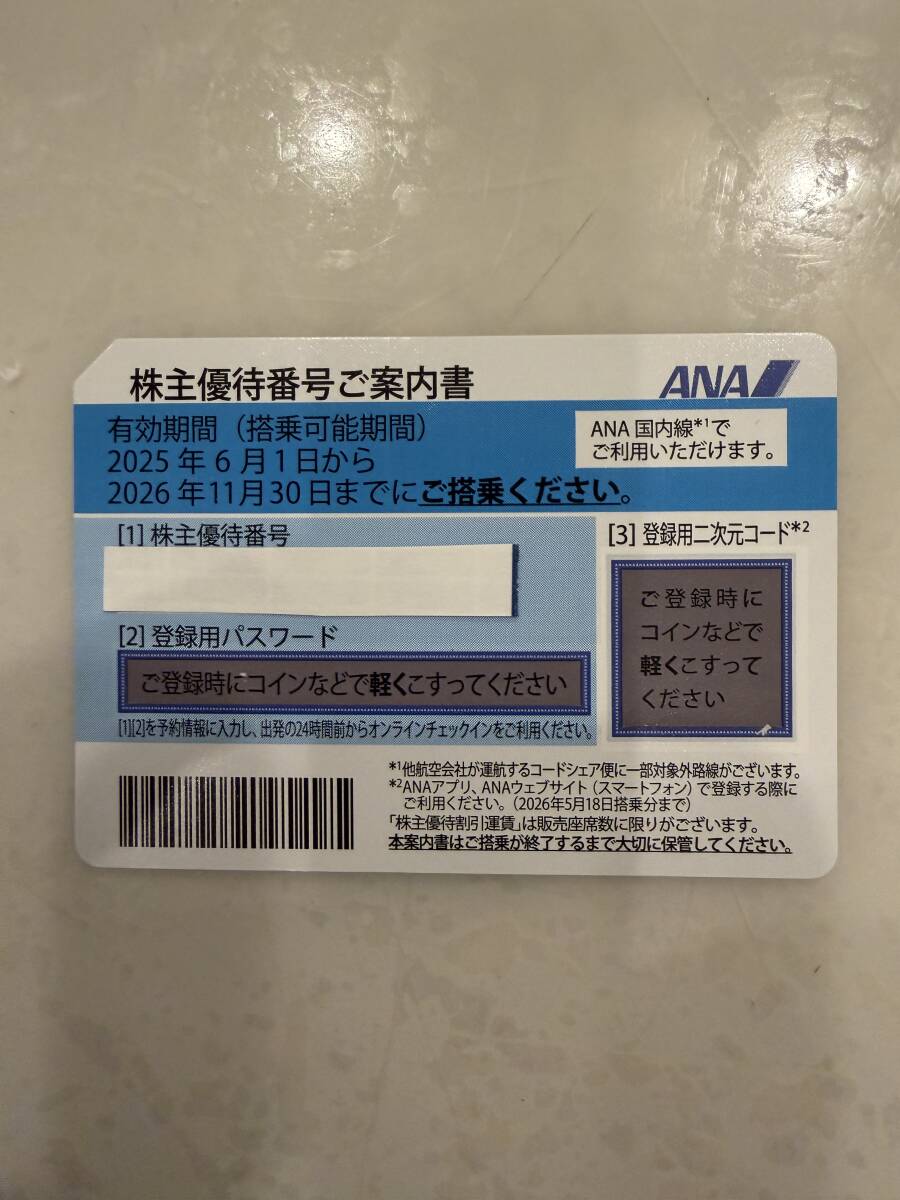 株主優待番号ご案内書
ANA
有効期間（搭乗可能期間）
2025年6月1日から
2026年11月30日までにご搭乗ください。
ANA国内線*1で
ご利用いただけます。
[1] 株主優待番号
[2] 登録用パスワード
ご登録時にコインなどで軽くこすってください
[1][2]を予約情報に入力し、出発の24時間前からオンラインチェックインをご利用ください。
[3] 登録用二次元コード*2
ご登録時に
コインなどで
軽くこすって
ください
*1他航空会社が運航するコードシェア便に一部対象外路線がございます。
*2ANAアプリ、ANAウェブサイト（スマートフォン）で登録する際に
ご利用ください。（2026年5月18日搭乗分まで）
「株主優待割引運賃」は販売座席数に限りがございます。
本案内書はご搭乗が終了するまで大切に保管してください。